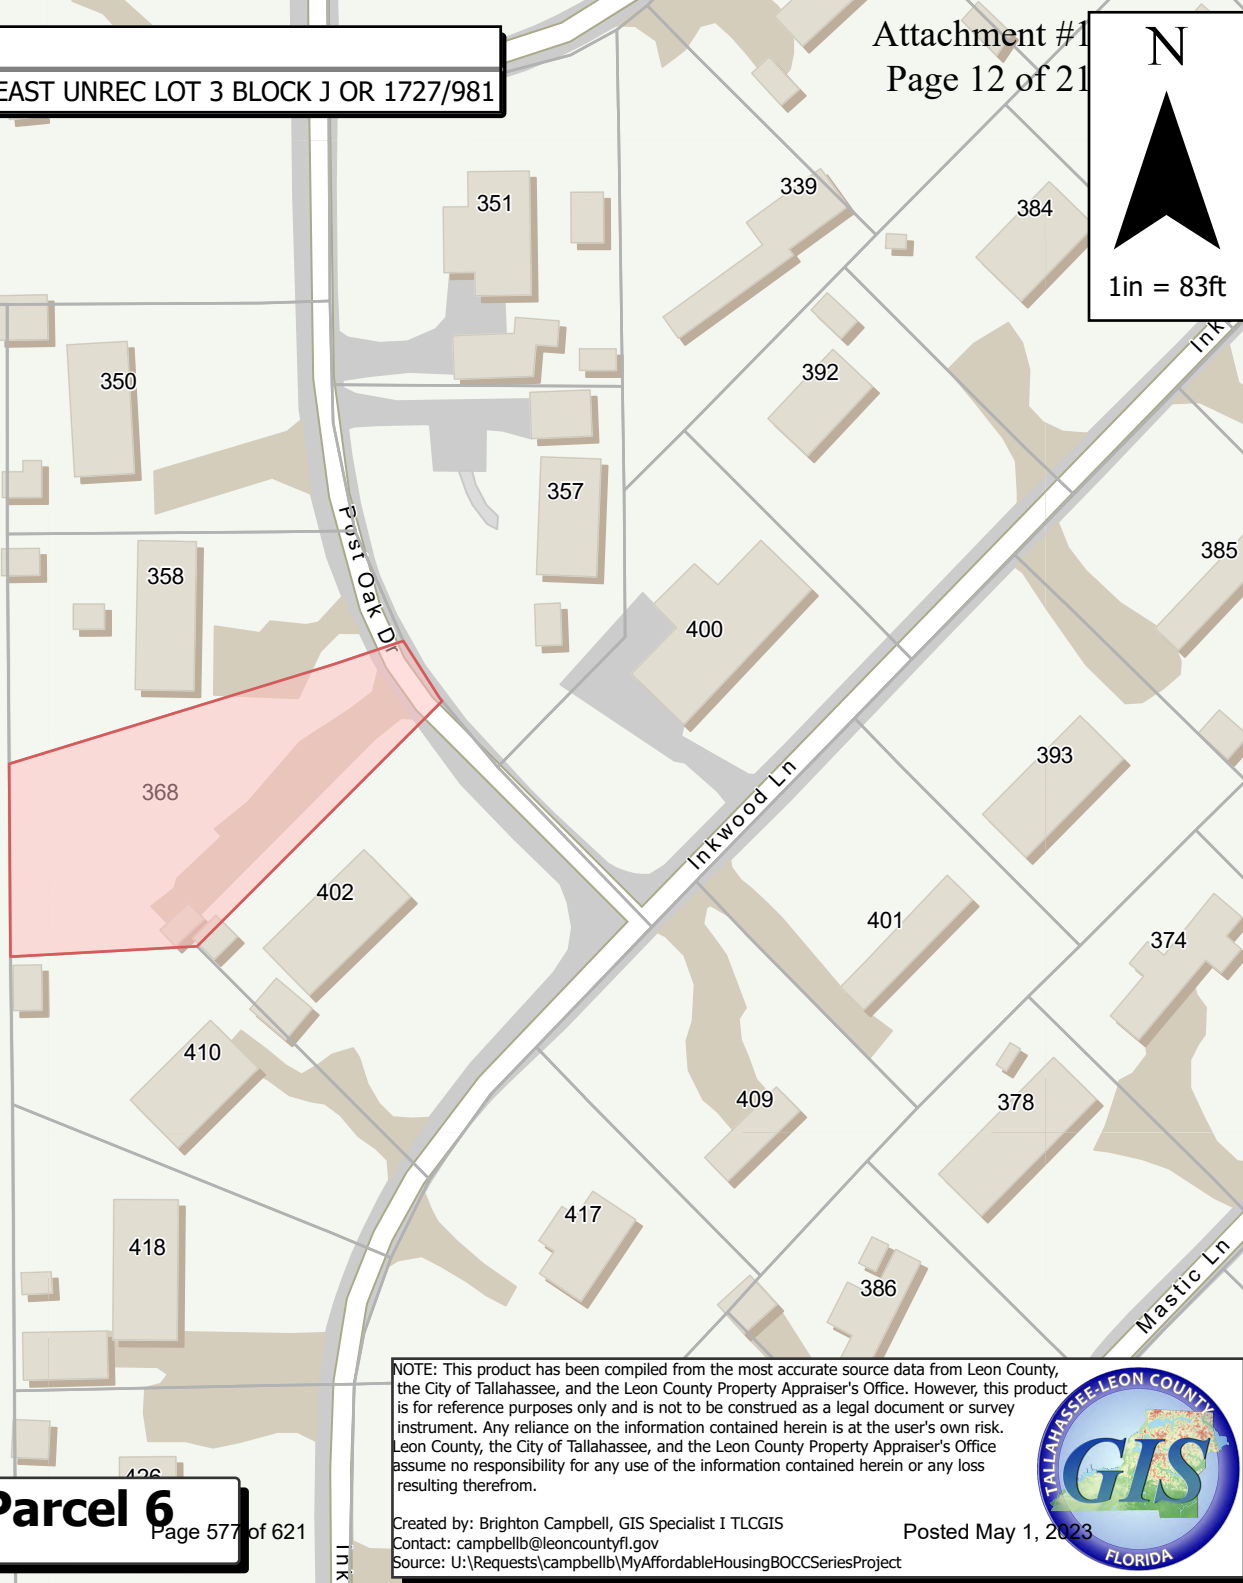 Attachment #1
Page 12 of 21
EAST UNREC LOT 3 BLOCK J OR 1727/981
N
1in = 83ft
351
339
384
350
392
357
385
Post Oak Dr
358
400
368
393
Inkwood Ln
402
401
374
410
409
378
417
418
386
Mastic Ln
426
Parcel 6
Page 577 of 621
NOTE: This product has been compiled from the most accurate source data from Leon County,
the City of Tallahassee, and the Leon County Property Appraiser's Office. However, this product
is for reference purposes only and is not to be construed as a legal document or survey
instrument. Any reliance on the information contained herein is at the user's own risk.
Leon County, the City of Tallahassee, and the Leon County Property Appraiser's Office
assume no responsibility for any use of the information contained herein or any loss
resulting therefrom.
Created by: Brighton Campbell, GIS Specialist I TLCGIS
Contact: campbellb@leoncountyfl.gov
Source: U:\Requests\campbellb\MyAffordableHousingBOCCSeriesProject
Posted May 1, 2023
TALLAHASSEE-LEON COUNTY
GIS
FLORIDA
Ink
Ink